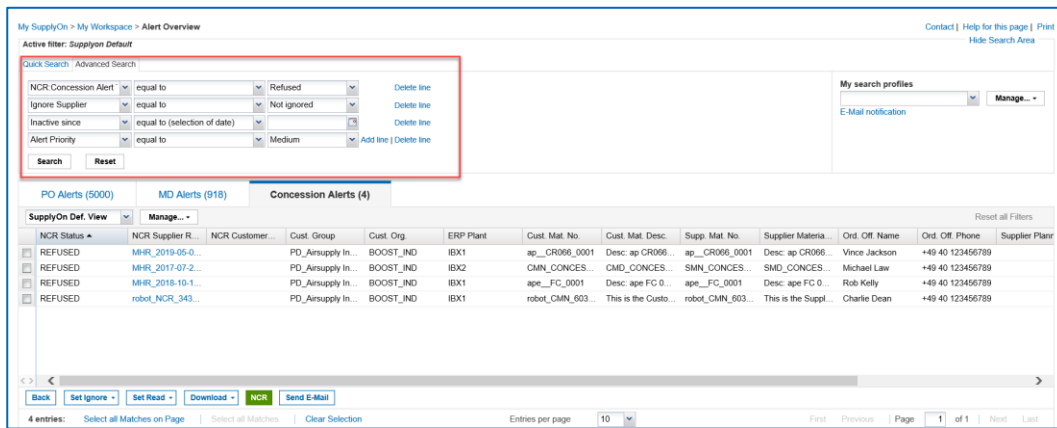 My SupplyOn > My Workspace > Alert Overview
Contact | Help for this page | Print
Active filter: Supplyon Default
Hide Search Area
Quick Search Advanced Search
NCR:Concession Alert equal to Refused Delete line
Ignore Supplier equal to Not ignored Delete line
Inactive since equal to (selection of date) Delete line
Alert Priority equal to Medium Add line | Delete line
Search Reset
My search profiles
Manage...
E-Mail notification
PO Alerts (5000) MD Alerts (918) Concession Alerts (4)
SupplyOn Def. View Manage... Reset all Filters
NCR Status NCR Supplier R... NCR Customer... Cust. Group Cust. Org. ERP Plant Cust. Mat. No. Cust. Mat. Desc. Supp. Mat. No. Supplier Materia... Ord. Off. Name Ord. Off. Phone Supplier Plann
REFUSED MHR_2019-05-0... PD_Airsupply In... BOOST_IND IBX1 ap__CR066_0001 Desc: ap CR066... ap__CR066_0001 Desc: ap CR066... Vince Jackson +49 40 123456789
REFUSED MHR_2017-07-2... PD_Airsupply In... BOOST_IND IBX2 CMN_CONCES... CMD_CONCES... SMN_CONCES... SMD_CONCES... Michael Law +49 40 123456789
REFUSED MHR_2018-10-1... PD_Airsupply In... BOOST_IND IBX1 ape__FC_0001 Desc: ape FC 0... ape__FC_0001 Desc: ape FC 0... Rob Kelly +49 40 123456789
REFUSED robot_NCR_343... PD_Airsupply In... BOOST_IND IBX1 robot_CMN_603... This is the Custo... robot_CMN_603... This is the Suppl... Charlie Dean +49 40 123456789
Back Set Ignore Set Read Download NCR Send E-Mail
4 entries: Select all Matches on Page | Select all Matches | Clear Selection Entries per page 10 First Previous | Page 1 of 1 | Next Last